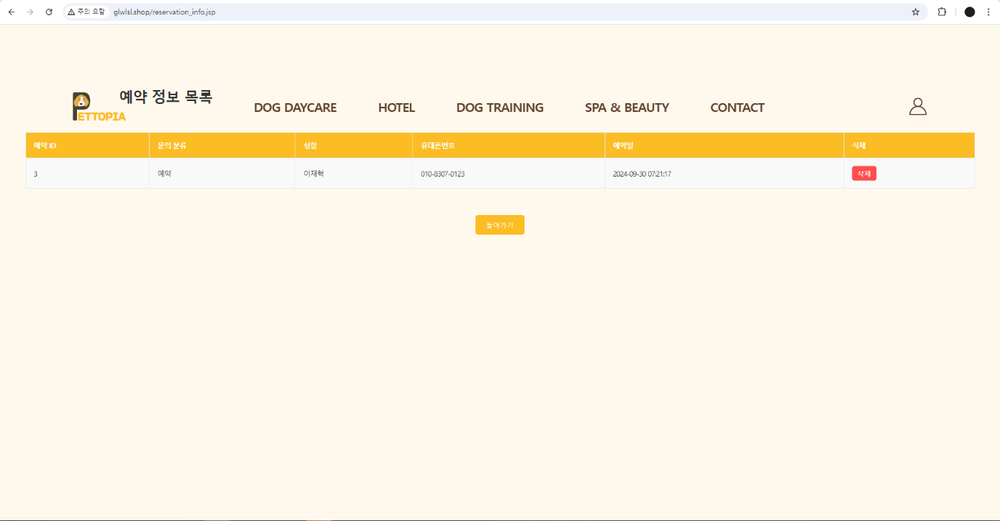 주의 요함 glwlsl.shop/reservation_info.jsp
예약 정보 목록
PETTOPIA DOG DAYCARE HOTEL DOG TRAINING SPA & BEAUTY CONTACT
예약 ID 문의 분류 성함 휴대폰번호 예약일 삭제
3 예약 이재혁 010-8307-0123 2024-09-30 07:21:17 삭제
돌아가기